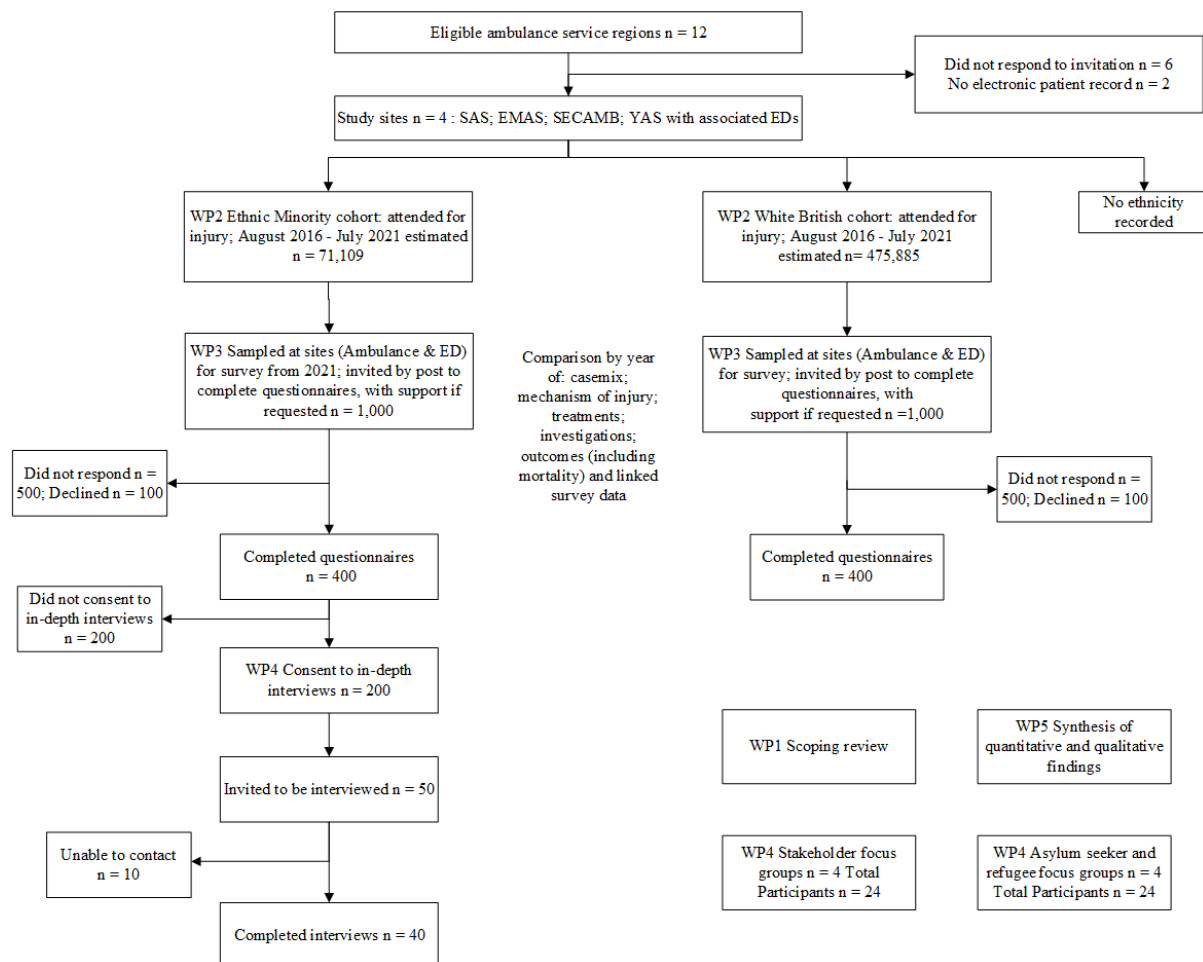 Eligible ambulance service regions n = 12
Did not respond to invitation n = 6
No electronic patient record n = 2
Study sites n = 4 : SAS; EMAS; SECAMB; YAS with associated EDs
WP2 Ethnic Minority cohort: attended for
injury; August 2016 - July 2021 estimated
n = 71,109
WP2 White British cohort: attended for
injury; August 2016 - July 2021
estimated n= 475,885
No ethnicity
recorded
WP3 Sampled at sites (Ambulance & ED)
for survey from 2021; invited by post to
complete questionnaires, with support if
requested n = 1,000
Comparison by year
of: casemix;
mechanism of injury;
treatments;
investigations;
outcomes (including
mortality) and linked
survey data
WP3 Sampled at sites (Ambulance & ED)
for survey; invited by post to complete
questionnaires, with
support if requested n =1,000
Did not respond n =
500; Declined n = 100
Did not respond n =
500; Declined n = 100
Completed questionnaires
n = 400
Completed questionnaires
n = 400
Did not consent to
in-depth interviews
n = 200
WP4 Consent to in-depth
interviews n = 200
WP1 Scoping review
WP5 Synthesis of
quantitative and qualitative
findings
Invited to be interviewed n = 50
Unable to contact
n = 10
WP4 Stakeholder focus
groups n = 4 Total
Participants n = 24
WP4 Asylum seeker and
refugee focus groups n = 4
Total Participants n = 24
Completed interviews n = 40